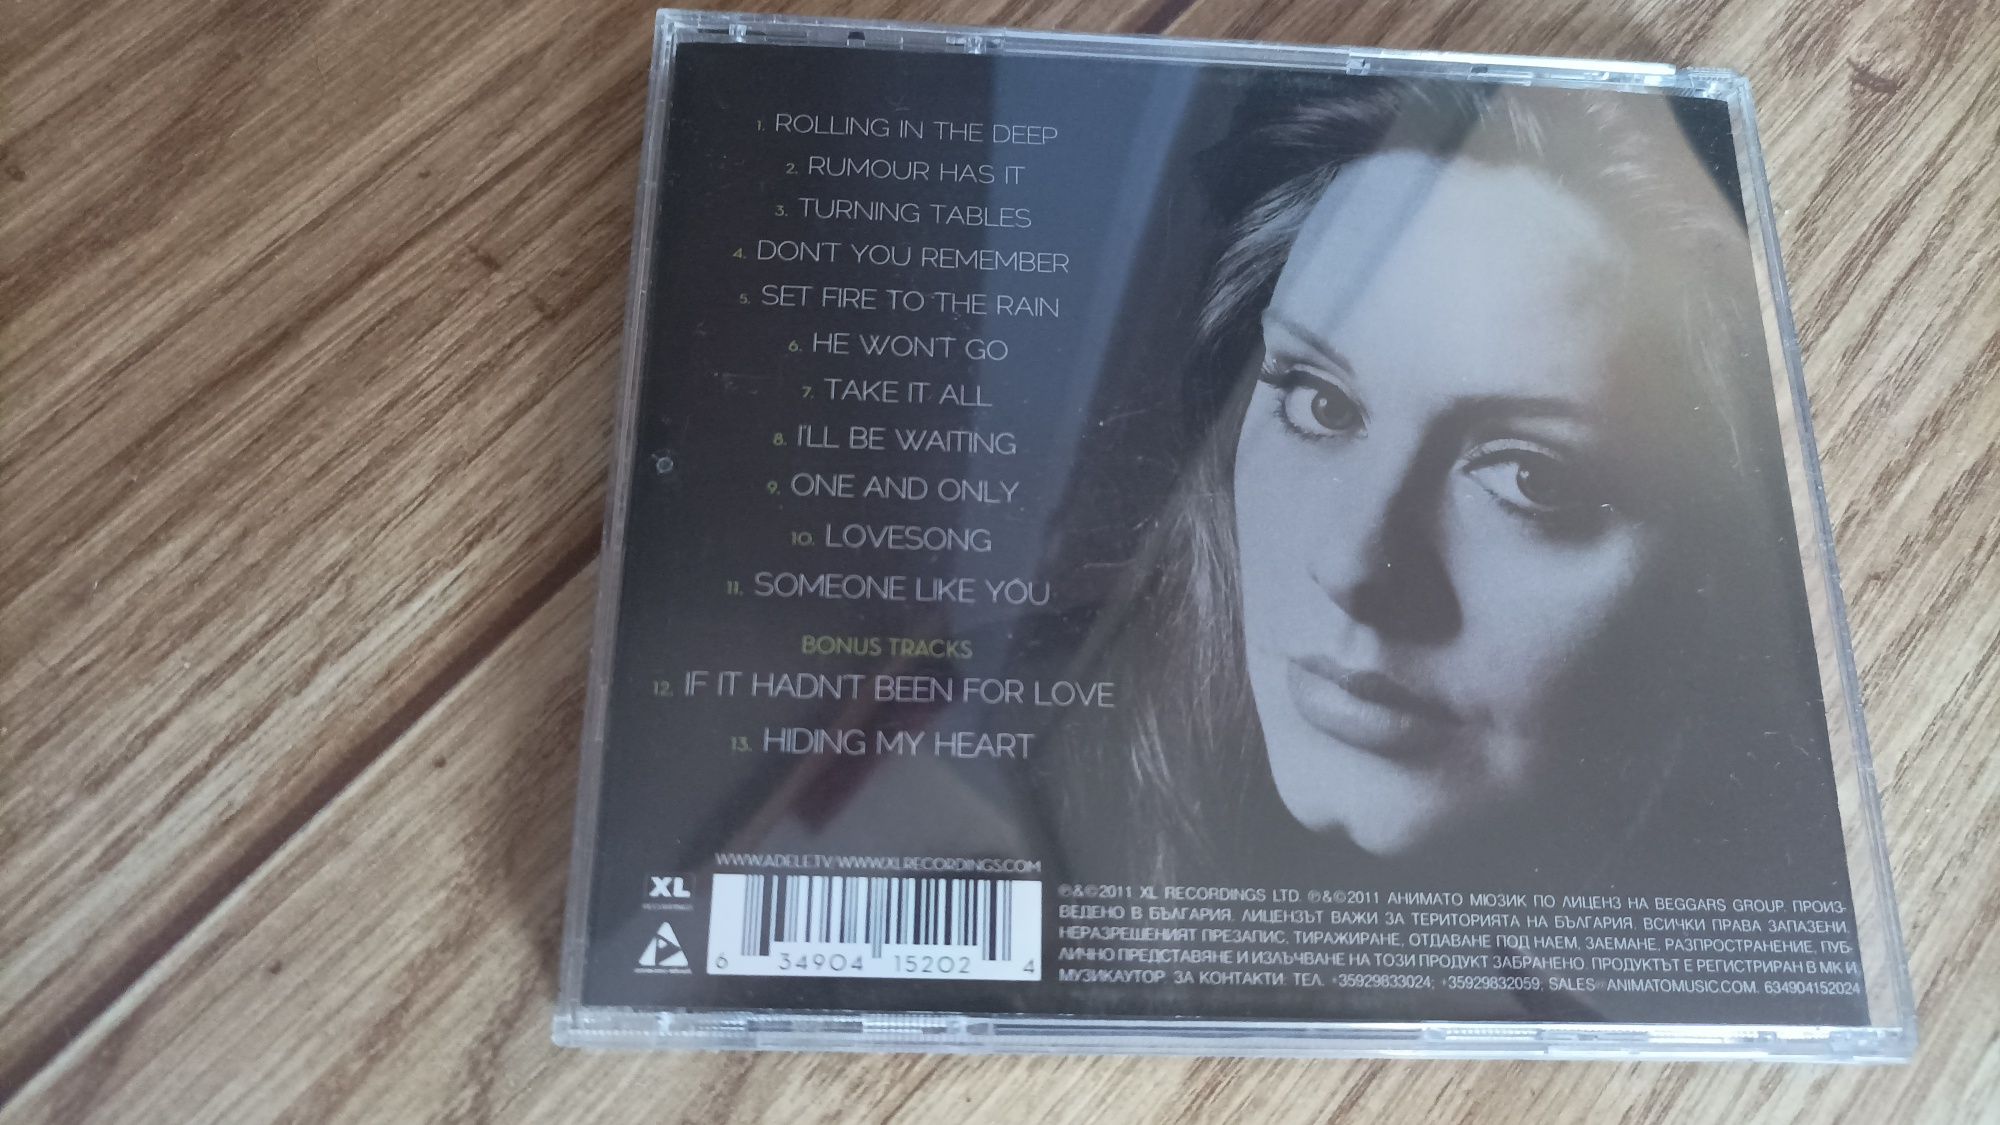 1. ROLLING IN THE DEEP
2. RUMOUR HAS IT
3. TURNING TABLES
4. DON'T YOU REMEMBER
5. SET FIRE TO THE RAIN
6. HE WON'T GO
7. TAKE IT ALL
8. I'LL BE WAITING
9. ONE AND ONLY
10. LOVESONG
11. SOMEONE LIKE YOU
BONUS TRACKS
12. IF IT HADN'T BEEN FOR LOVE
13. HIDING MY HEART
WWW.ADELE.TV/WWW.XLRECORDINGS.COM
XL
RECORDINGS
6 34904 15202 4
℗&©2011 XL RECORDINGS LTD. ℗&©2011 АНИМАТО МЮЗИК ПО ЛИЦЕНЗ НА BEGGARS GROUP. ПРОИЗ-
ВЕДЕНО В БЪЛГАРИЯ. ЛИЦЕНЗЪТ ВАЖИ ЗА ТЕРИТОРИЯТА НА БЪЛГАРИЯ. ВСИЧКИ ПРАВА ЗАПАЗЕНИ.
НЕРАЗРЕШЕНИЯТ ПРЕЗАПИС, ТИРАЖИРАНЕ, ОТДАВАНЕ ПОД НАЕМ, ЗАЕМАНЕ, РАЗПРОСТРАНЕНИЕ, ПУБ-
ЛИЧНО ПРЕДСТАВЯНЕ И ИЗЛЪЧВАНЕ НА ТОЗИ ПРОДУКТ ЗАБРАНЕНО. ПРОДУКТЪТ Е РЕГИСТРИРАН В МК И
МУЗИКАУТОР. ЗА КОНТАКТИ: ТЕЛ. +35929833024; +35929832059; SALES ANIMATOMUSIC.COM. 634904152024